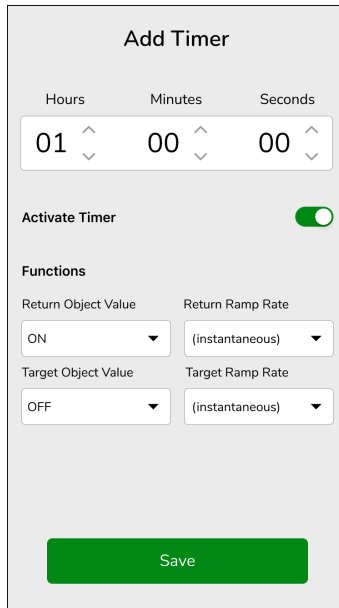 Add Timer
Hours Minutes Seconds
01 00 00
Activate Timer
Functions
Return Object Value Return Ramp Rate
ON (instantaneous)
Target Object Value Target Ramp Rate
OFF (instantaneous)
Save